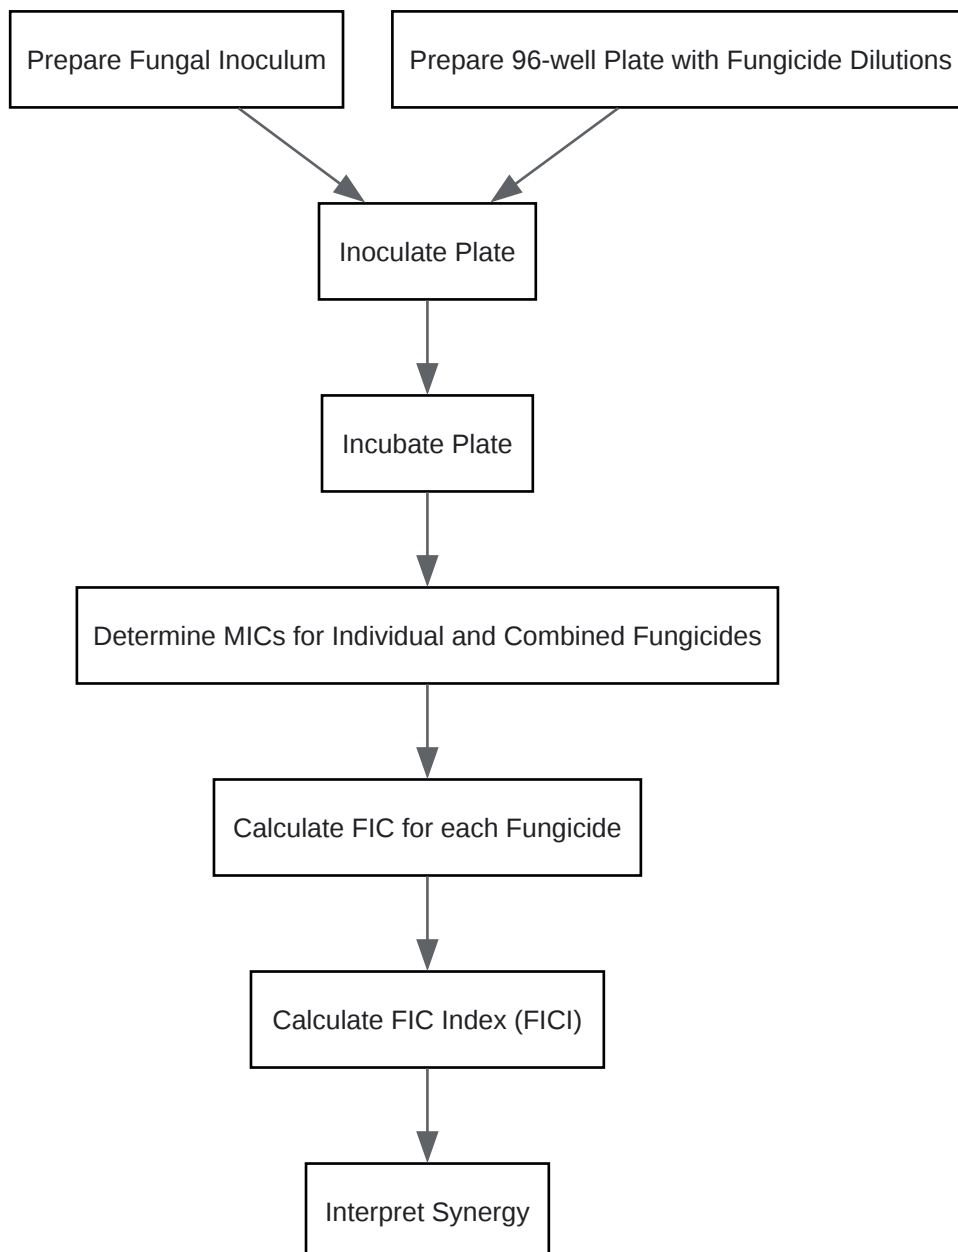 Prepare Fungal Inoculum
Prepare 96-well Plate with Fungicide Dilutions
Inoculate Plate
Incubate Plate
Determine MICs for Individual and Combined Fungicides
Calculate FIC for each Fungicide
Calculate FIC Index (FICI)
Interpret Synergy